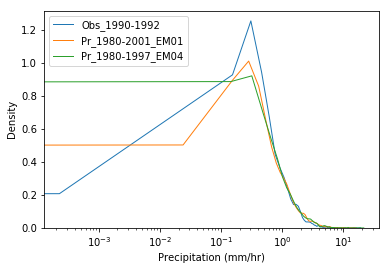 Obs_1990-1992
Pr_1980-2001_EM01
Pr_1980-1997_EM04
Density
1.2
1.0
0.8
0.6
0.4
0.2
0.0
10⁻³ 10⁻² 10⁻¹ 10⁰ 10¹
Precipitation (mm/hr)